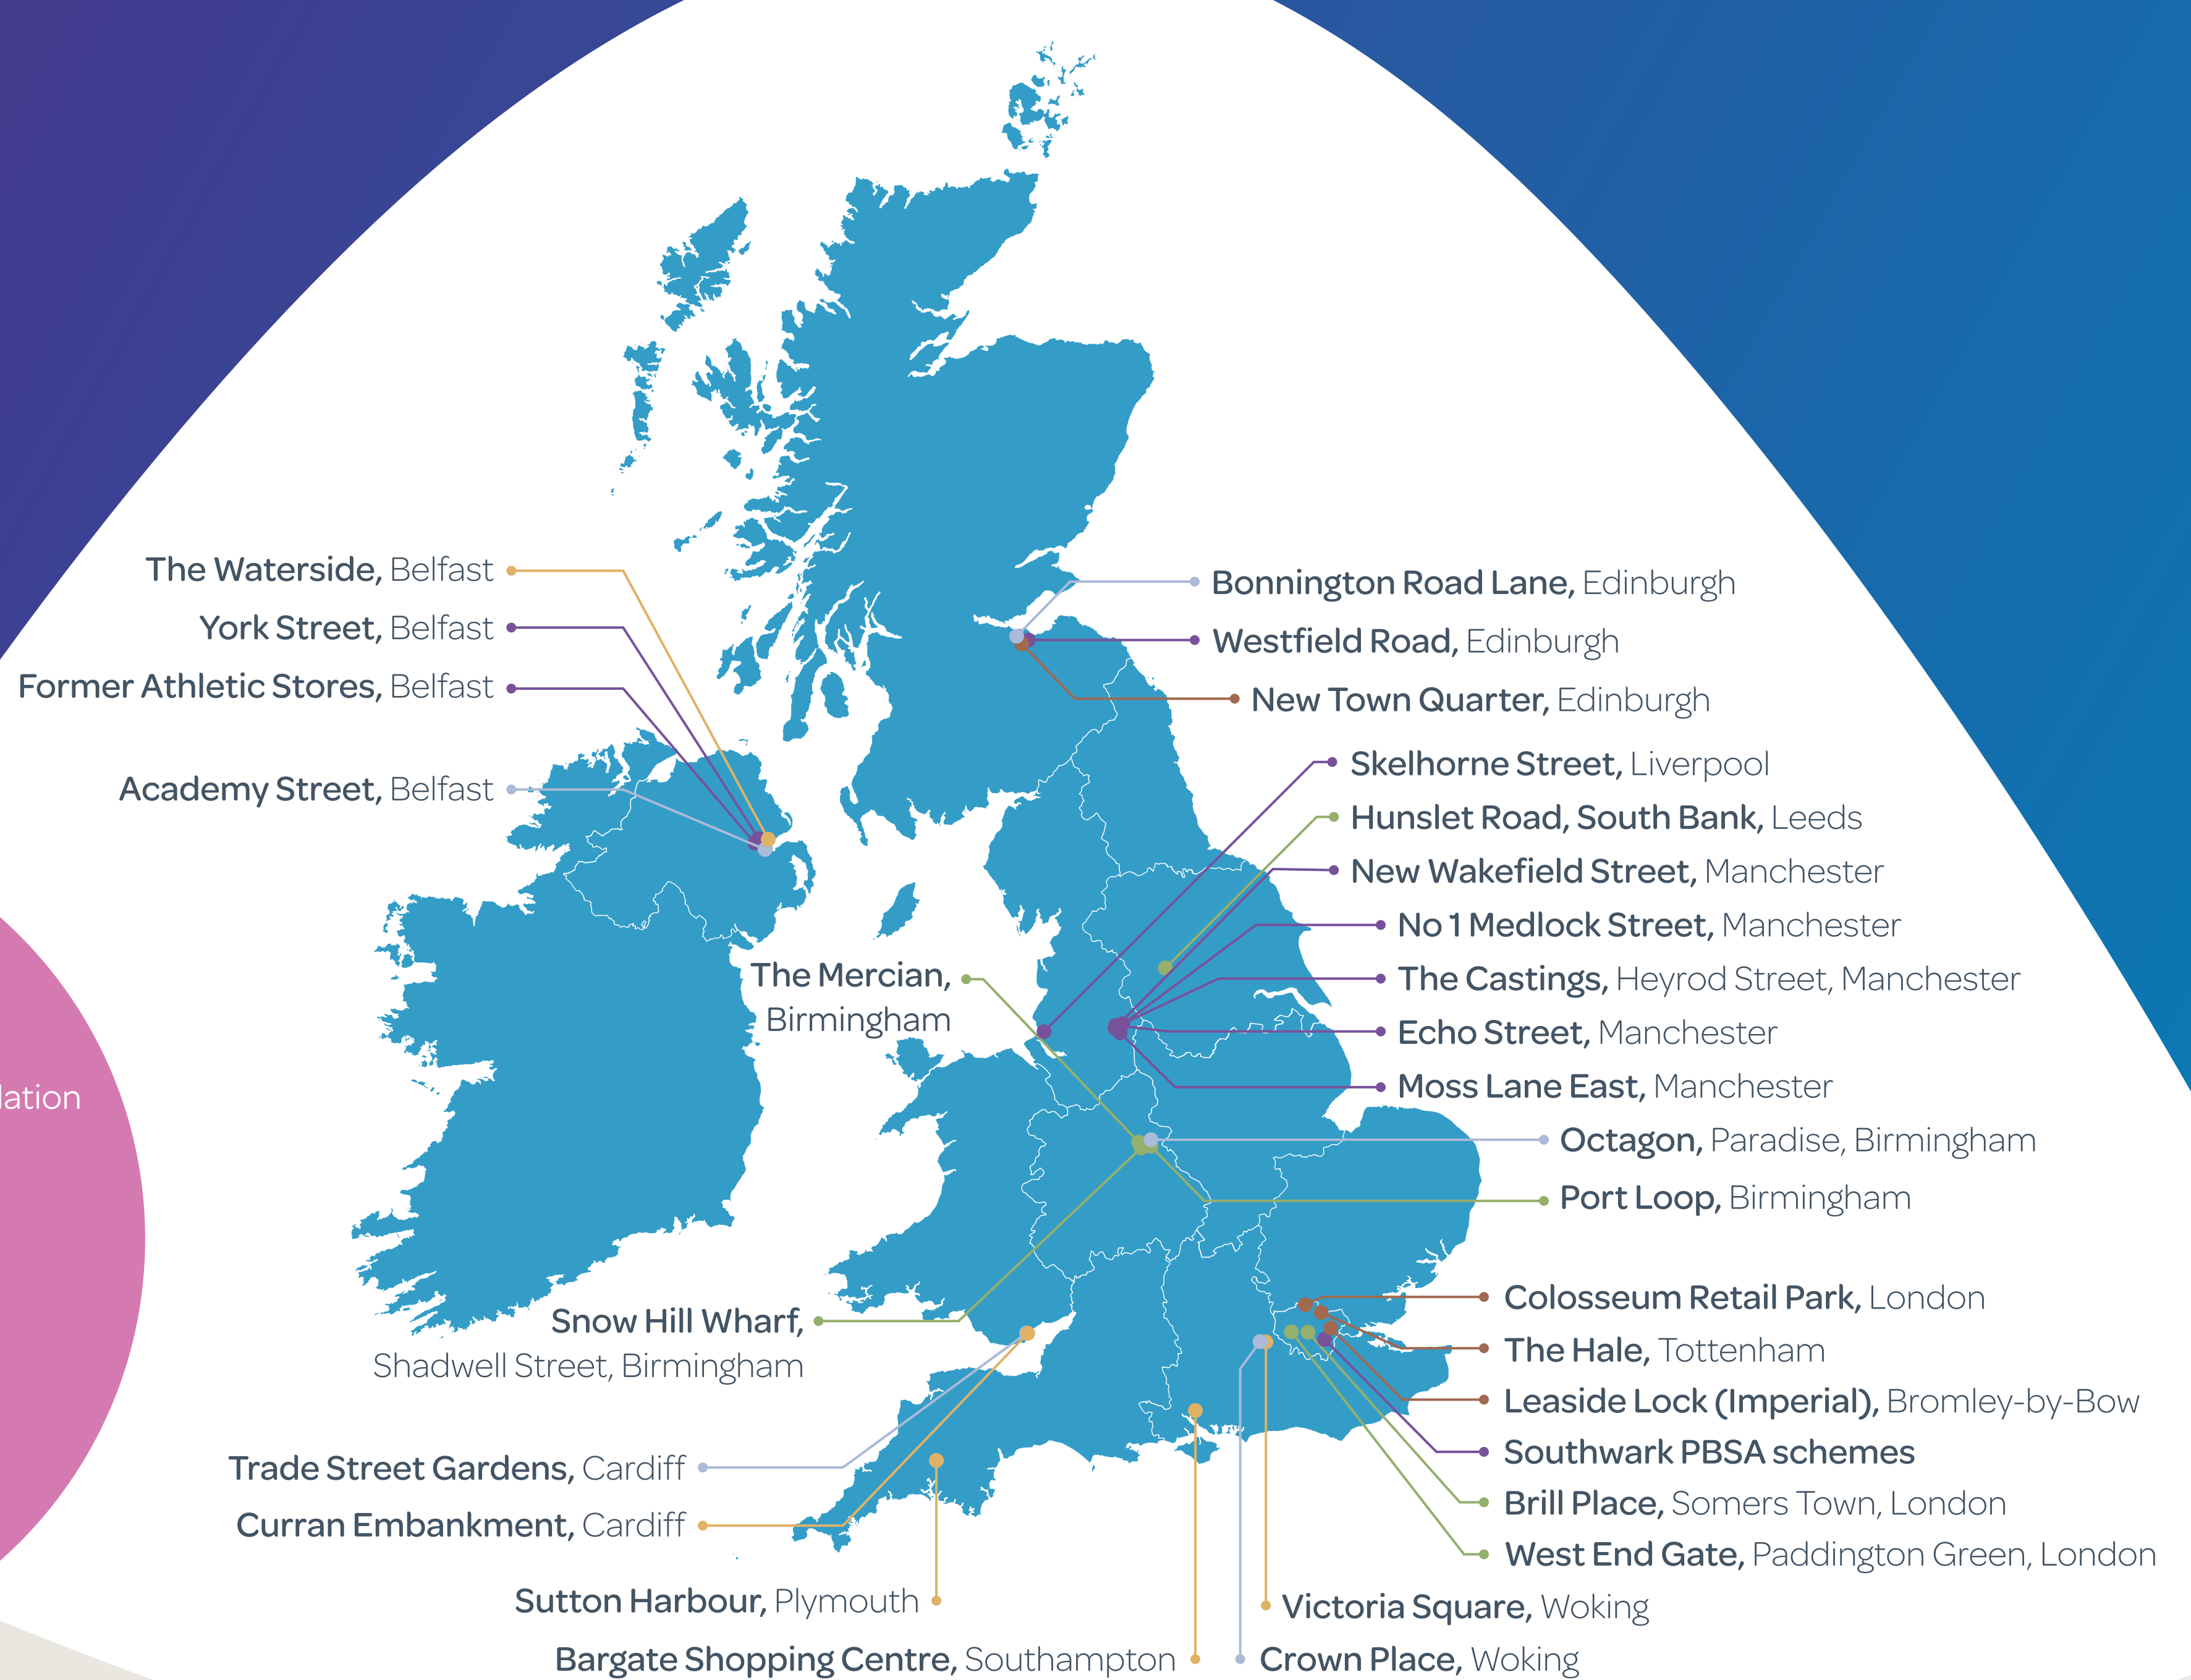 The Waterside, Belfast
York Street, Belfast
Former Athletic Stores, Belfast
Academy Street, Belfast
Bonnington Road Lane, Edinburgh
Westfield Road, Edinburgh
New Town Quarter, Edinburgh
Skelhorne Street, Liverpool
Hunslet Road, South Bank, Leeds
New Wakefield Street, Manchester
No 1 Medlock Street, Manchester
The Castings, Heyrod Street, Manchester
Echo Street, Manchester
Moss Lane East, Manchester
The Mercian,
Birmingham
lation
Octagon, Paradise, Birmingham
Port Loop, Birmingham
Snow Hill Wharf,
Shadwell Street, Birmingham
Colosseum Retail Park, London
The Hale, Tottenham
Leaside Lock (Imperial), Bromley-by-Bow
Southwark PBSA schemes
Brill Place, Somers Town, London
West End Gate, Paddington Green, London
Trade Street Gardens, Cardiff
Curran Embankment, Cardiff
Sutton Harbour, Plymouth
Bargate Shopping Centre, Southampton
Victoria Square, Woking
Crown Place, Woking